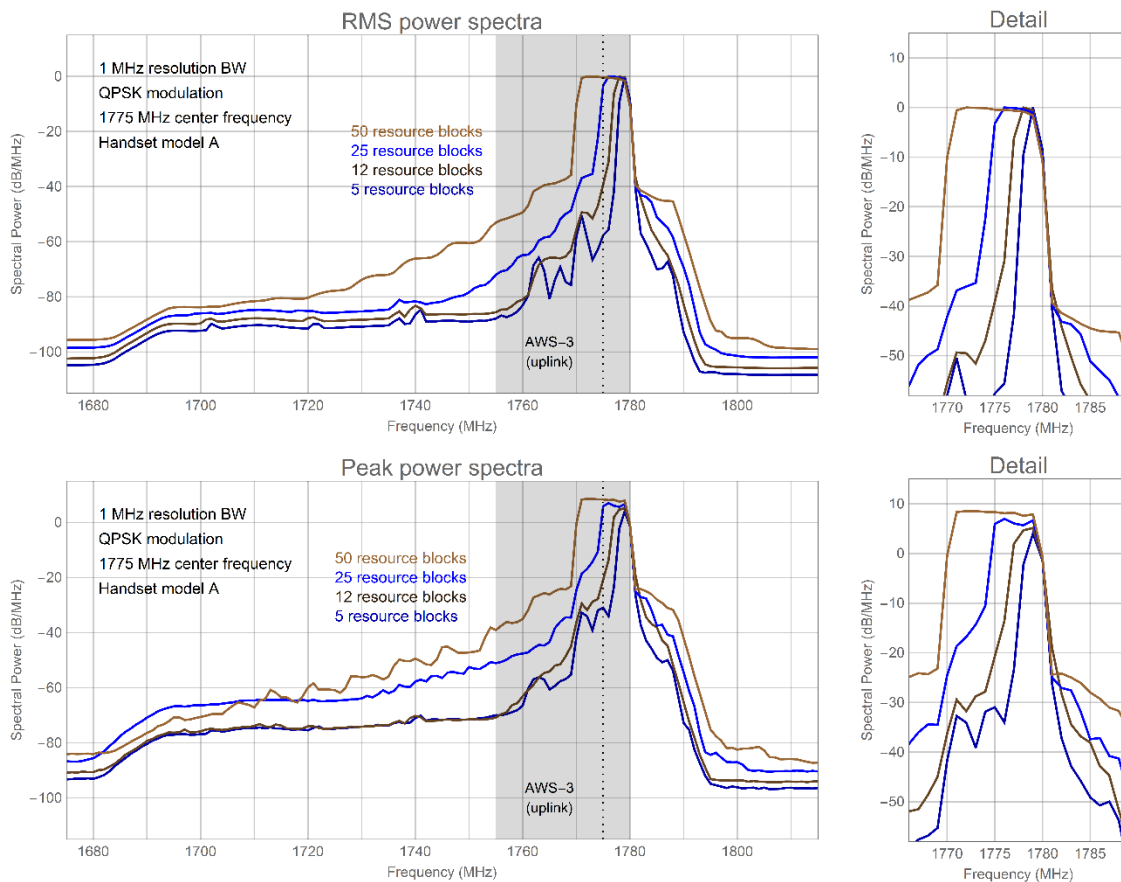 RMS power spectra
Detail
1 MHz resolution BW
QPSK modulation
1775 MHz center frequency
Handset model A
50 resource blocks
25 resource blocks
12 resource blocks
5 resource blocks
AWS−3
(uplink)
Spectral Power (dB/MHz)
0
−20
−40
−60
−80
−100
1680 1700 1720 1740 1760 1780 1800
Frequency (MHz)
Spectral Power (dB/MHz)
10
0
−10
−20
−30
−40
−50
1770 1775 1780 1785
Frequency (MHz)
Peak power spectra
Detail
1 MHz resolution BW
QPSK modulation
1775 MHz center frequency
Handset model A
50 resource blocks
25 resource blocks
12 resource blocks
5 resource blocks
AWS−3
(uplink)
Spectral Power (dB/MHz)
0
−20
−40
−60
−80
−100
1680 1700 1720 1740 1760 1780 1800
Frequency (MHz)
Spectral Power (dB/MHz)
10
0
−10
−20
−30
−40
−50
1770 1775 1780 1785
Frequency (MHz)